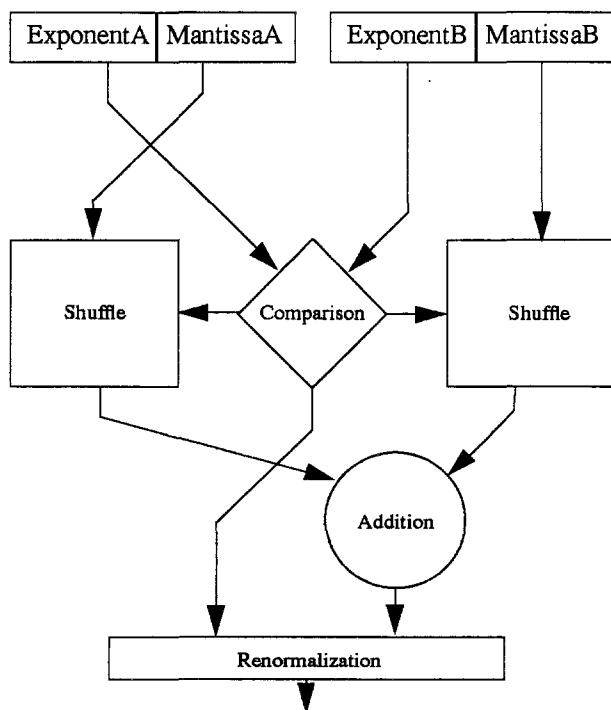 ExponentA MantissaA
ExponentB MantissaB
Shuffle
Comparison
Shuffle
Addition
Renormalization